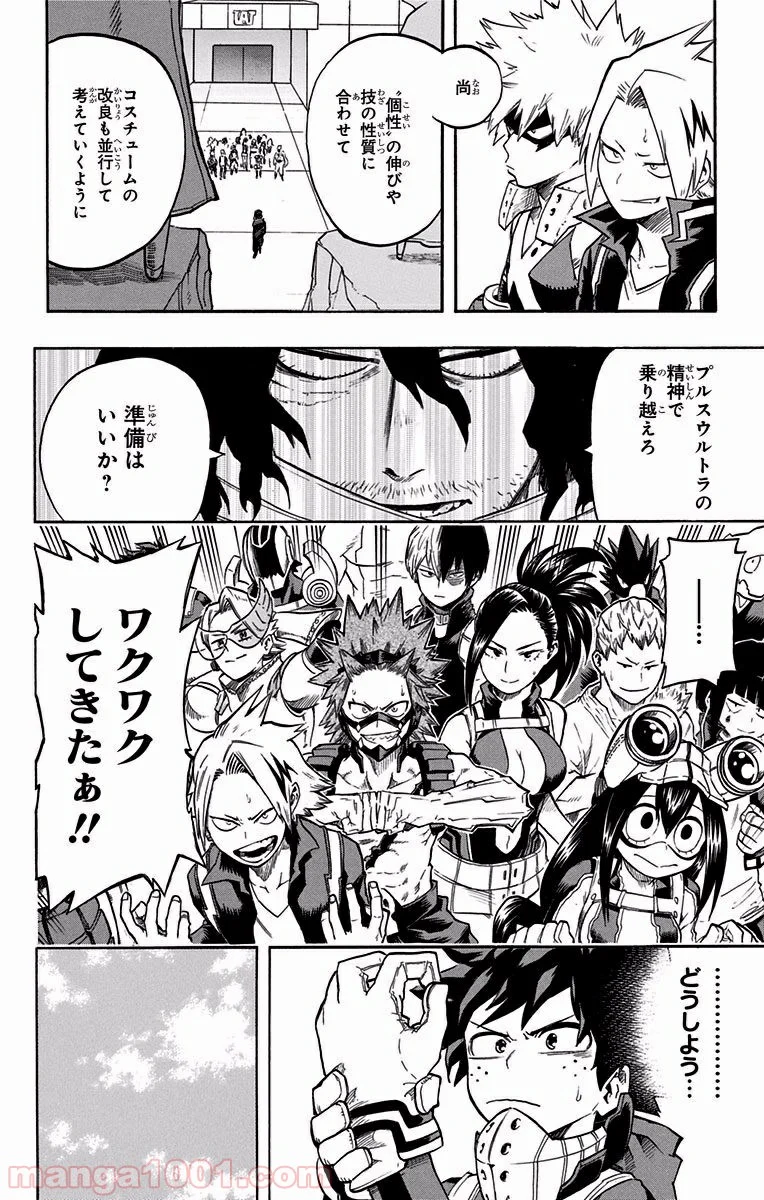 尚
"個性"の伸びや
技の性質に
合わせて
コスチュームの
改良も並行して
考えていくように
プルスウルトラの
精神で
乗り越えろ
準備は
いいか?
――…
ワクワク
してきたぁ!!
…………
どうしよう…
manga1001.com